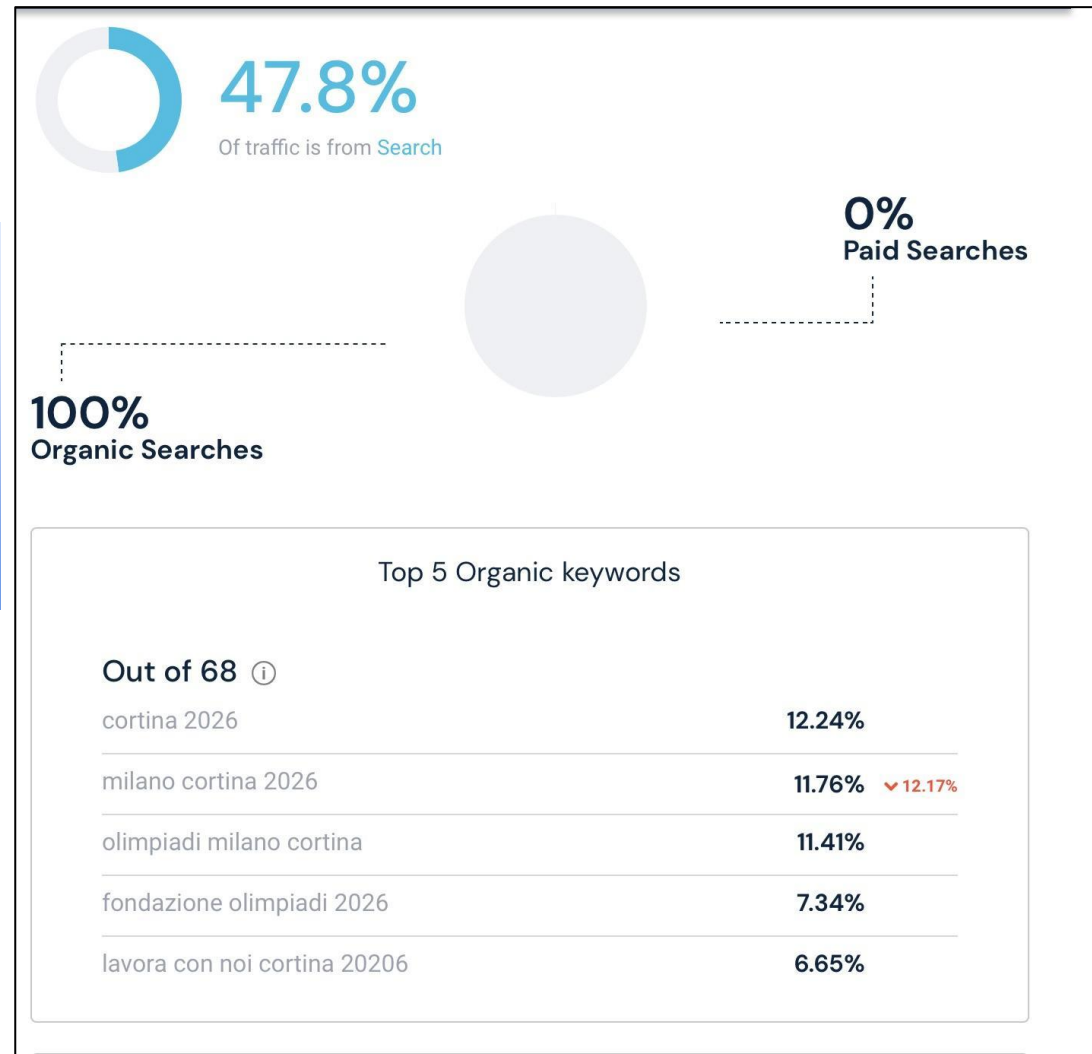 47.8%
Of traffic is from Search
0%
Paid Searches
100%
Organic Searches
Top 5 Organic keywords
Out of 68
cortina 2026 12.24%
milano cortina 2026 11.76% 12.17%
olimpiadi milano cortina 11.41%
fondazione olimpiadi 2026 7.34%
lavora con noi cortina 20206 6.65%